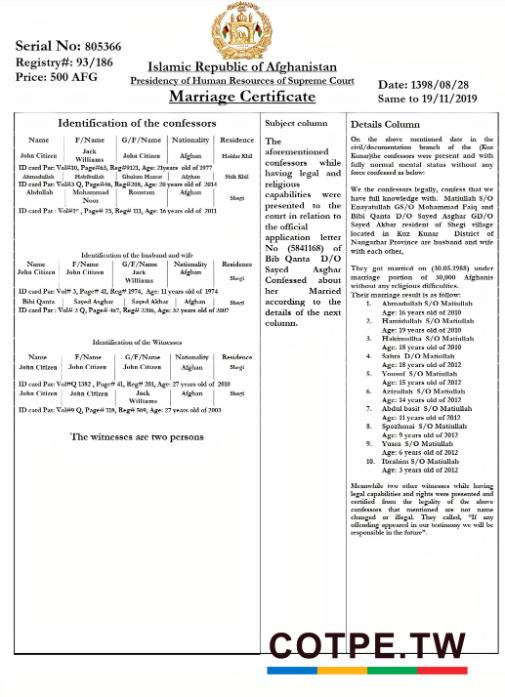 Serial No: 805366
Registry#: 93/186
Price: 500 AFG
Islamic Republic of Afghanistan
Presidency of Human Resources of Supreme Court
Marriage Certificate
Date: 1398/08/28
Same to 19/11/2019
Identification of the confessors
Name F/Name G/F/Name Nationality Residence
John Citizen Jack Williams John Citizen Afghan Haidar Khil
ID card Par: Vol#10, Page#65, Reg#9121, Age: 21years old of 1977
Ahmadullah Habibullah Ghulam Hazrat Afghan Shik Khil
ID card Par: Vol#3 Q, Page#46, Reg#208, Age: 20 years old of 2014
Abdullah Mohammad Noor Roostam Afghan Shegi
ID card Par: Vol#7" , Page# 25, Reg# 111, Age: 16 years old of 2011
Identification of the husband and wife
Name F/Name G/F/Name Nationality Residence
John Citizen John Citizen Jack Williams Afghan Shegi
ID card Par: Vol# 3, Page# 41, Reg# 1974, Age: 11 years old of 1974
Bibi Qanta Sayed Asghar Sayed Akbar Afghan Shegi
ID card Par: Vol# 2 Q, Page# 467, Reg# 2206, Age: 32 years old of 2007
Identification of the Witnesses
Name F/Name G/F/Name Nationality Residence
John Citizen John Citizen John Citizen Afghan Shegi
ID card Par: Vol#Q 1382 , Page# 41, Reg# 201, Age: 27 years old of 2010
John Citizen John Citizen Jack Williams Afghan Shegi
ID card Par: Vol#9 Q, Page# 118, Reg# 569, Age: 27 years old of 2003
The witnesses are two persons
Subject column
The
aforementioned
confessors while
having legal and
religious
capabilities were
presented to the
court in relation to
the official
application letter
No (5841168) of
Bib Qanta D/O
Sayed Asghar
Confessed about
her Married
according to the
details of the next
column.
Details Column
On the above mentioned date in the
civil/documentation branch of the (Kuz
Kunar)the confessors were present and with
fully normal mental status without any
force confessed as below:
We the confessors legally, confess that we
have full knowledge with. Matiullah S/O
Enayatullah GS/O Mohammad Faiq and
Bibi Qanta D/O Sayed Asghar GD/O
Sayed Akbar resident of Shegi village
located in Kuz Kunar District of
Nangarhar Province are husband and wife
with each other,
They got married on (30.05.1988) under
marriage portion of 30,000 Afghanis
without any religious difficulties.
Their marriage result is as follow:
1. Ahmadullah S/O Matiullah
Age: 16 years old of 2010
2. Hamidullah S/O Matiullah
Age: 19 years old of 2010
3. Hakimullha S/O Matiullah
Age: 18 years old of 2010
4. Sahra D/O Matiullah
Age: 18 years old of 2012
5. Yousof S/O Matiullah
Age: 15 years old of 2012
6. Azizullah S/O Matiullah
Age: 14 years old of 2012
7. Abdul basit S/O Matiullah
Age: 11 years old of 2012
8. Spozhmai S/O Matiullah
Age: 9 years old of 2012
9. Yusra S/O Matiullah
Age: 6 years old of 2012
10. Ibrahim S/O Matiullah
Age: 3 years old of 2012
Meanwhile two other witnesses while having
legal capabilities and rights were presented and
certified from the legality of the above
confessors that mentioned are not name
changed or illegal. They called, "If any
offending appeared in our testimony we will be
responsible in the future".
COTPE.TW